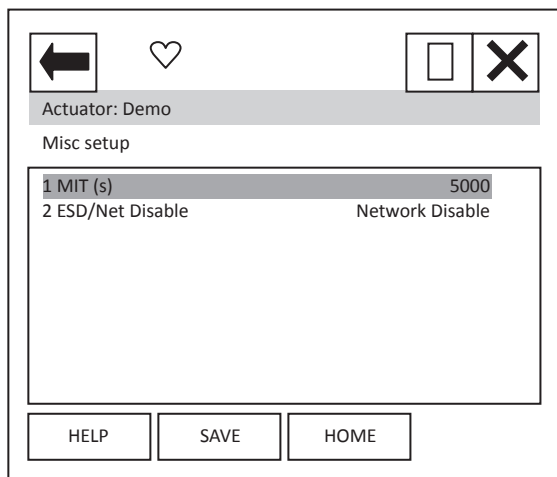 Actuator: Demo
Misc setup
1 MIT (s) 5000
2 ESD/Net Disable Network Disable
HELP SAVE HOME